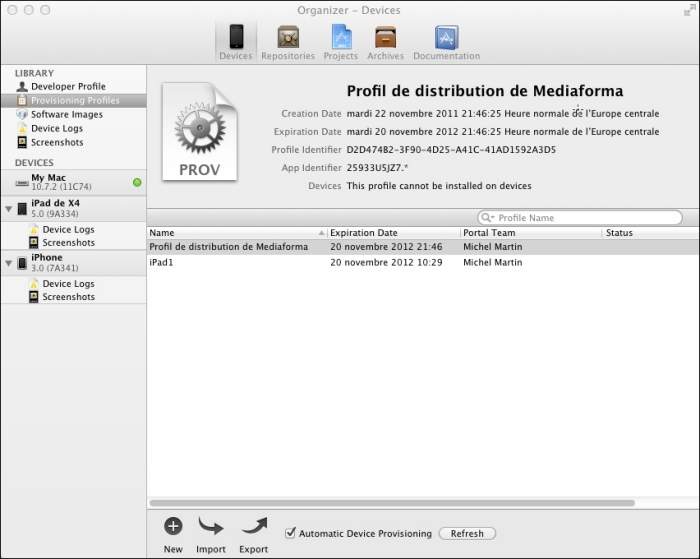 Organizer – Devices
Devices Repositories Projects Archives Documentation
LIBRARY
Developer Profile
Provisioning Profiles
Software Images
Device Logs
Screenshots
DEVICES
My Mac
10.7.2 (11C74)
iPad de X4
5.0 (9A334)
Device Logs
Screenshots
iPhone
3.0 (7A341)
Device Logs
Screenshots
PROV
Profil de distribution de Mediaforma
Creation Date mardi 22 novembre 2011 21:46:25 Heure normale de l'Europe centrale
Expiration Date mardi 20 novembre 2012 21:46:25 Heure normale de l'Europe centrale
Profile Identifier D2D474B2-3F90-4D25-A41C-41AD1592A3D5
App Identifier 25933U5JZ7.*
Devices This profile cannot be installed on devices
Profile Name
Name Expiration Date Portal Team Status
Profil de distribution de Mediaforma 20 novembre 2012 21:46 Michel Martin
iPad1 20 novembre 2012 10:29 Michel Martin
New Import Export Automatic Device Provisioning Refresh